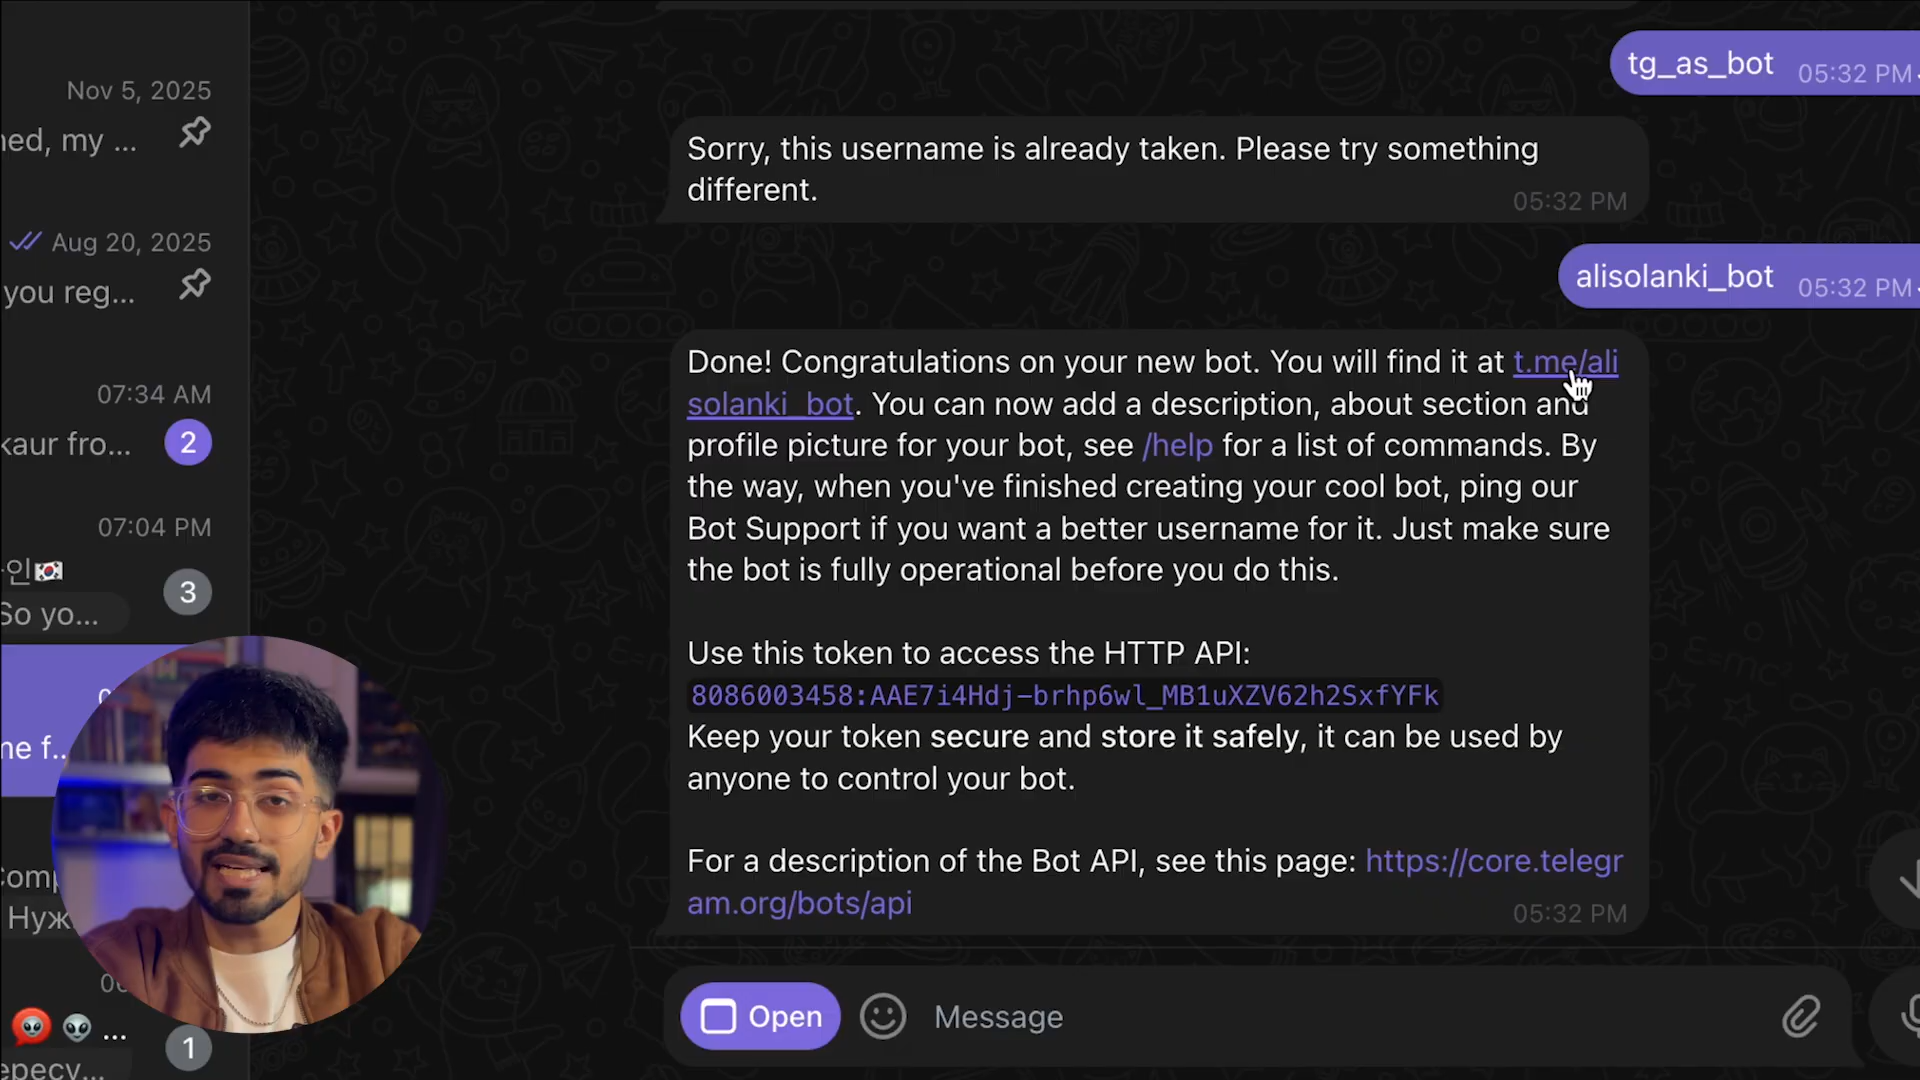 Nov 5, 2025
ned, my ...
Aug 20, 2025
you reg...
07:34 AM
kaur fro...
2
07:04 PM
인🇰🇷
3
So yo...
ne f...
Comp
Нуж
👽 ...
1
ересу...
tg_as_bot 05:32 PM
Sorry, this username is already taken. Please try something
different.
05:32 PM
alisolanki_bot 05:32 PM
Done! Congratulations on your new bot. You will find it at t.me/ali
solanki_bot. You can now add a description, about section and
profile picture for your bot, see /help for a list of commands. By
the way, when you've finished creating your cool bot, ping our
Bot Support if you want a better username for it. Just make sure
the bot is fully operational before you do this.
Use this token to access the HTTP API:
8086003458:AAE7i4Hdj-brhp6wl_MB1uXZV62h2SxfYFk
Keep your token secure and store it safely, it can be used by
anyone to control your bot.
For a description of the Bot API, see this page: https://core.telegr
am.org/bots/api
05:32 PM
Open
Message